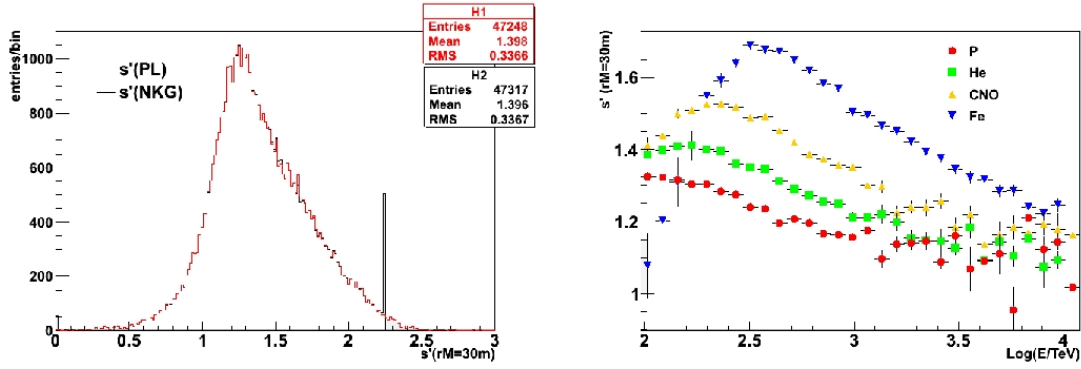 H1
Entries 47248
Mean 1.398
RMS 0.3366
H2
Entries 47317
Mean 1.396
RMS 0.3367
entries/bin
1000
800
600
400
200
0
s'(PL)
s'(NKG)
0 0.5 1 1.5 2 2.5 3
s'(rM=30m)
s' (rM=30m)
1.6
1.4
1.2
1
P
He
CNO
Fe
2 2.5 3 3.5 4
Log(E/TeV)